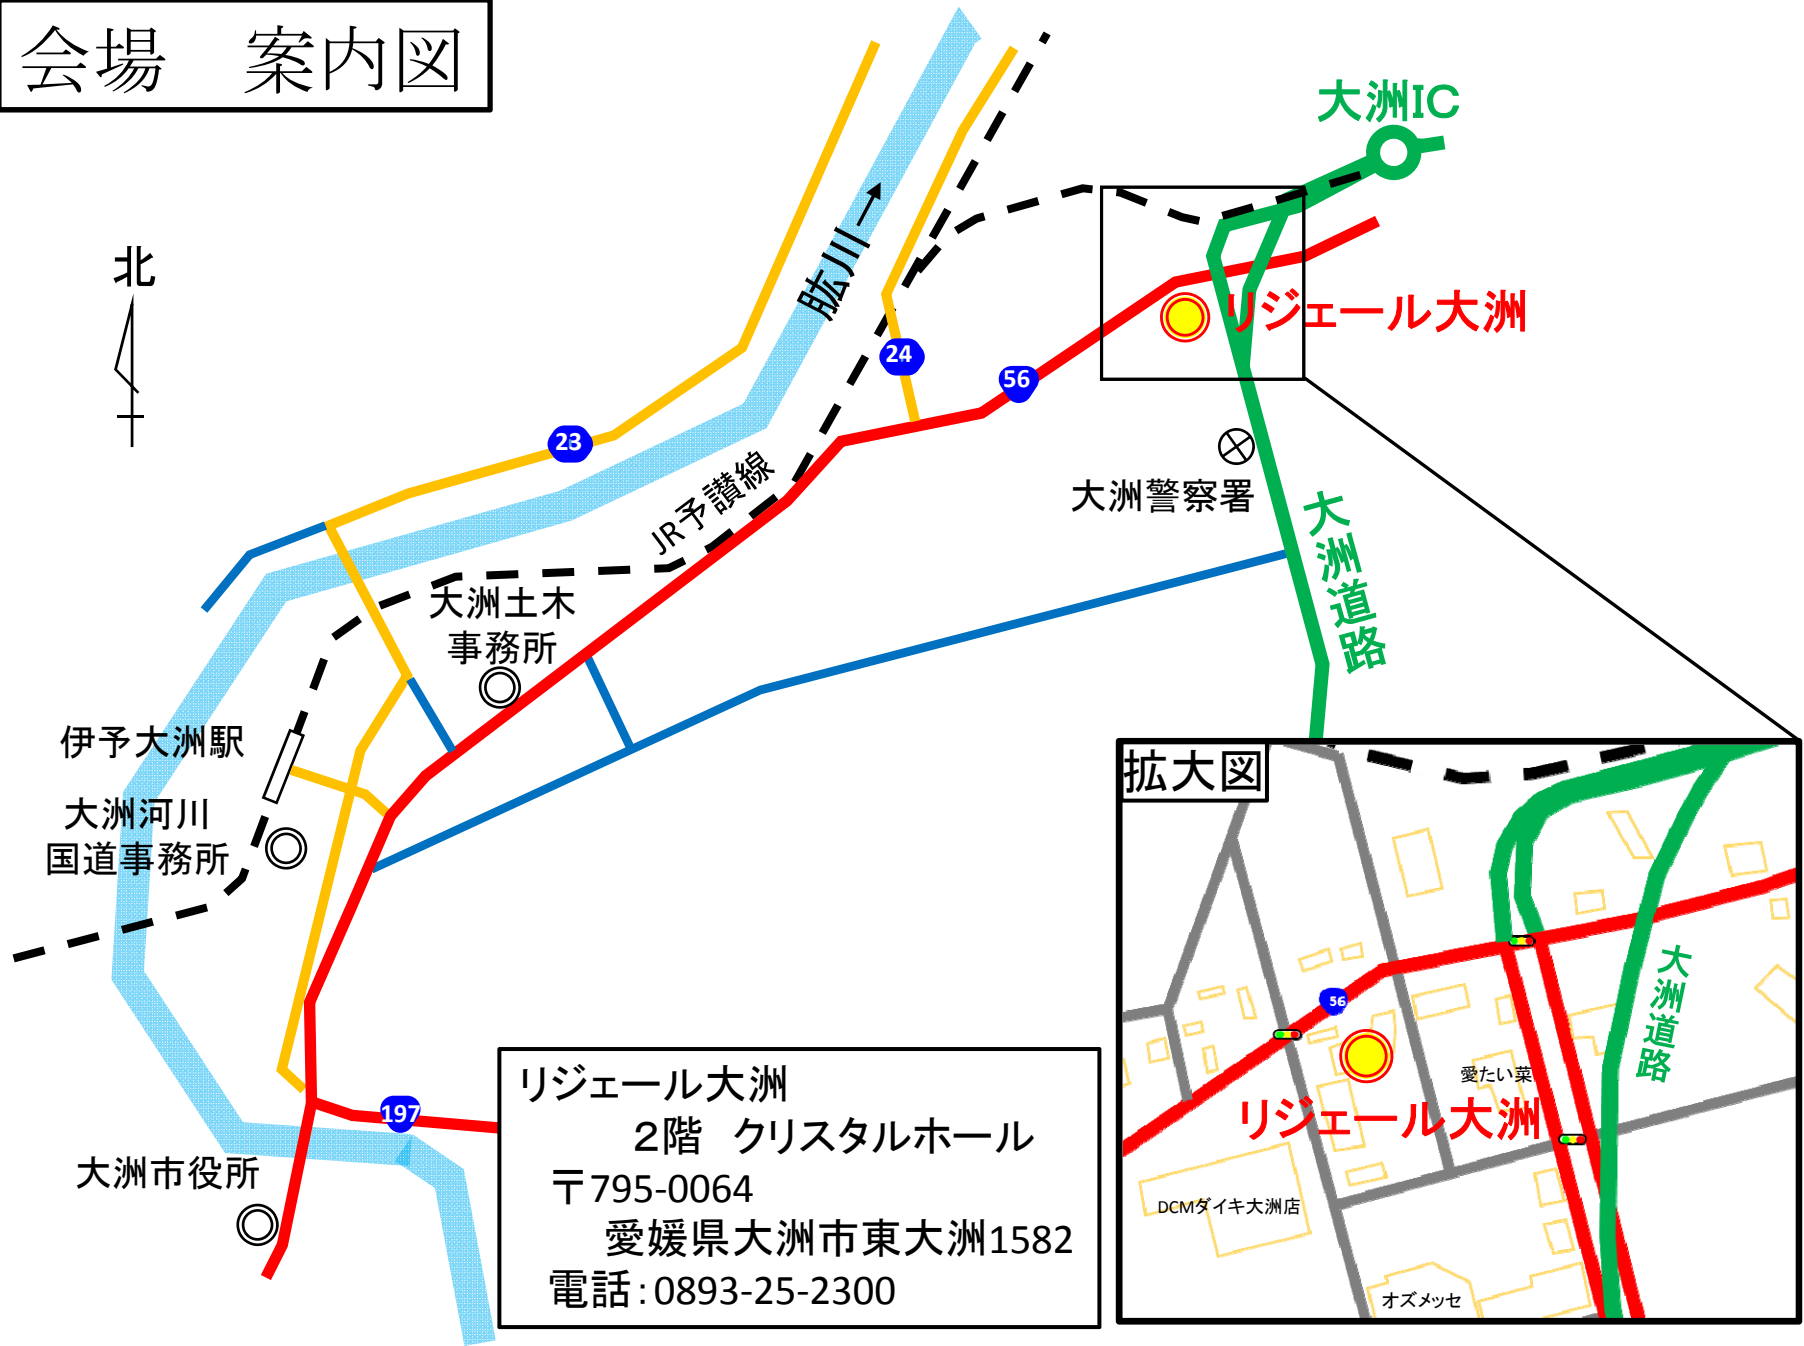 会場　案内図
大洲IC
北
肱川→
リジェール大洲
24
56
23
JR予讃線
大洲警察署
大洲道路
大洲土木
事務所
伊予大洲駅
大洲河川
国道事務所
197
大洲市役所
リジェール大洲
2階　クリスタルホール
〒795-0064
愛媛県大洲市東大洲1582
電話:0893-25-2300
拡大図
56
大洲道路
愛たい菜
リジェール大洲
DCMダイキ大洲店
オズメッセ